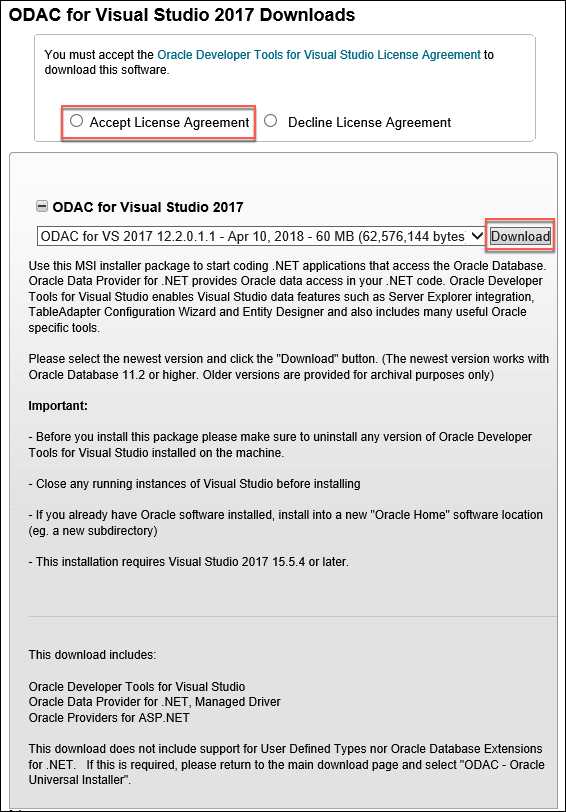 ODAC for Visual Studio 2017 Downloads
You must accept the Oracle Developer Tools for Visual Studio License Agreement to
download this software.
Accept License Agreement
Decline License Agreement
ODAC for Visual Studio 2017
ODAC for VS 2017 12.2.0.1.1 - Apr 10, 2018 - 60 MB (62,576,144 bytes
Download
Use this MSI installer package to start coding .NET applications that access the Oracle Database.
Oracle Data Provider for .NET provides Oracle data access in your .NET code. Oracle Developer
Tools for Visual Studio enables Visual Studio data features such as Server Explorer integration,
TableAdapter Configuration Wizard and Entity Designer and also includes many useful Oracle
specific tools.
Please select the newest version and click the "Download" button. (The newest version works with
Oracle Database 11.2 or higher. Older versions are provided for archival purposes only)
Important:
- Before you install this package please make sure to uninstall any version of Oracle Developer
Tools for Visual Studio installed on the machine.
- Close any running instances of Visual Studio before installing
- If you already have Oracle software installed, install into a new "Oracle Home" software location
(eg. a new subdirectory)
- This installation requires Visual Studio 2017 15.5.4 or later.
This download includes:
Oracle Developer Tools for Visual Studio
Oracle Data Provider for .NET, Managed Driver
Oracle Providers for ASP.NET
This download does not include support for User Defined Types nor Oracle Database Extensions
for .NET.   If this is required, please return to the main download page and select "ODAC - Oracle
Universal Installer".